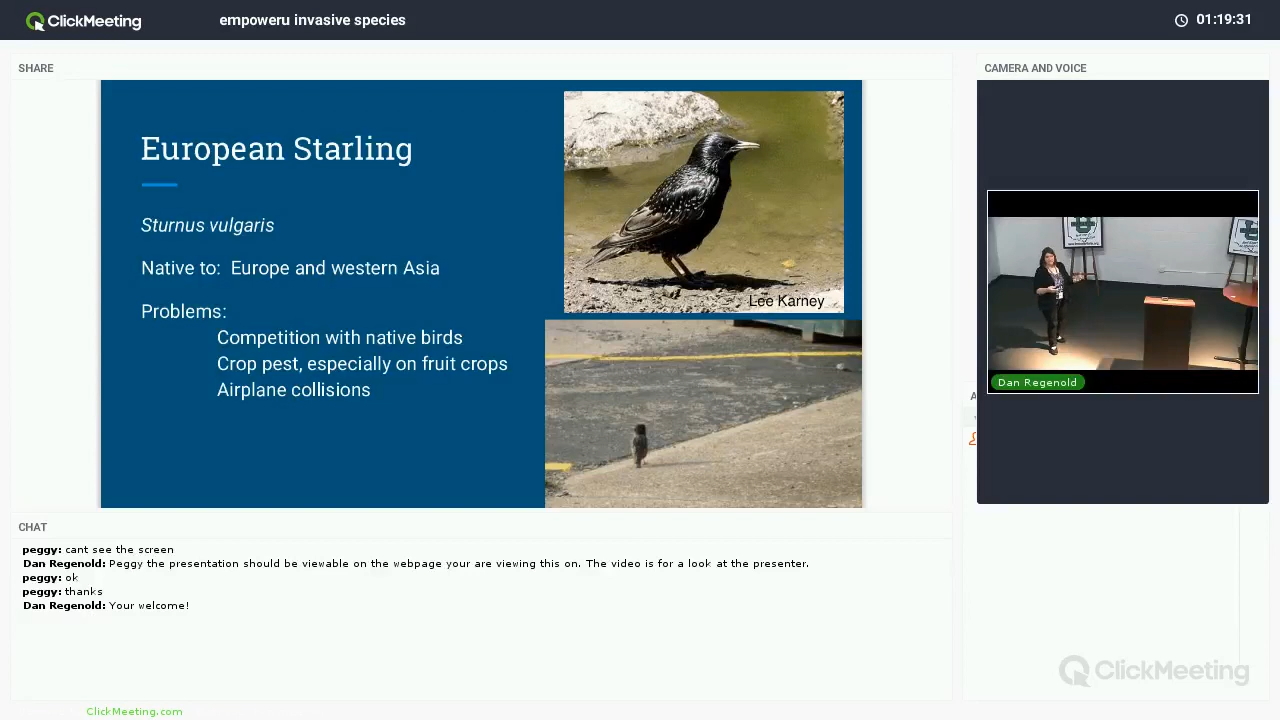 ClickMeeting
empoweru invasive species
01:19:31
SHARE
CAMERA AND VOICE
European Starling
Sturnus vulgaris
Native to: Europe and western Asia
Problems:
Competition with native birds
Crop pest, especially on fruit crops
Airplane collisions
Lee Karney
Dan Regenold
CHAT
peggy: cant see the screen
Dan Regenold: Peggy the presentation should be viewable on the webpage your are viewing this on. The video is for a look at the presenter.
peggy: ok
peggy: thanks
Dan Regenold: Your welcome!
ClickMeeting
ClickMeeting.com